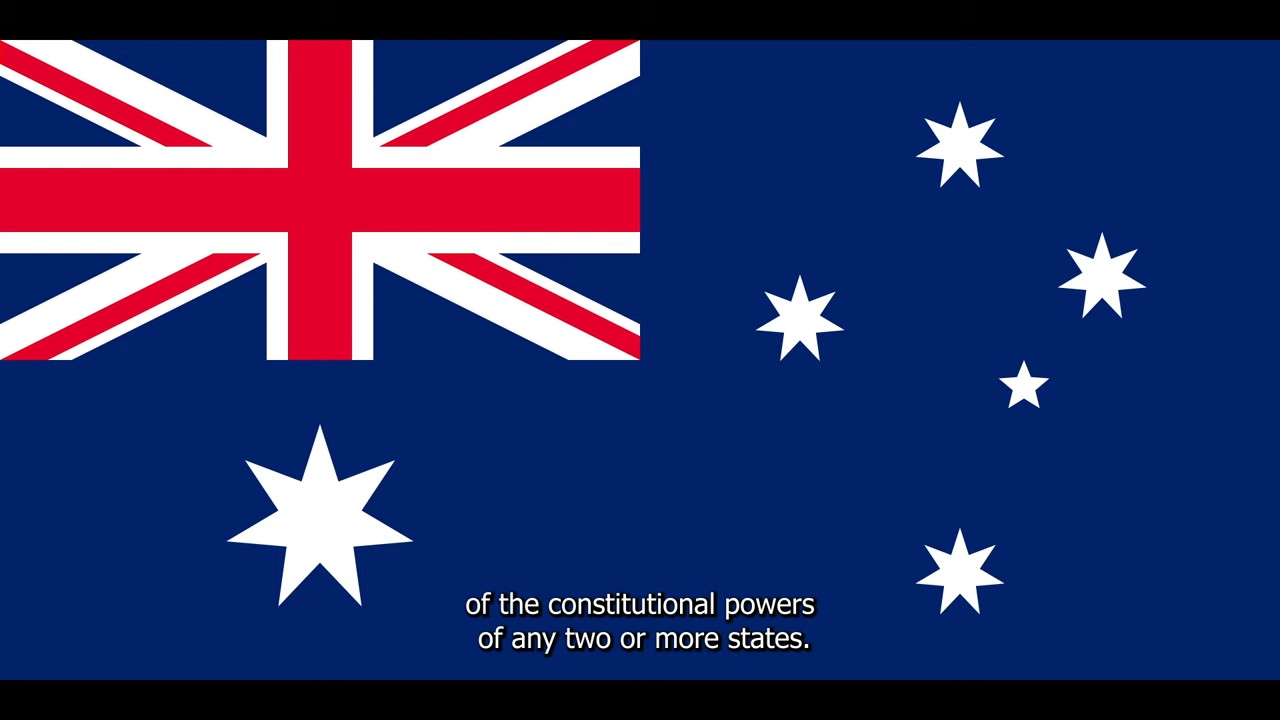 of the constitutional powers
of any two or more states.